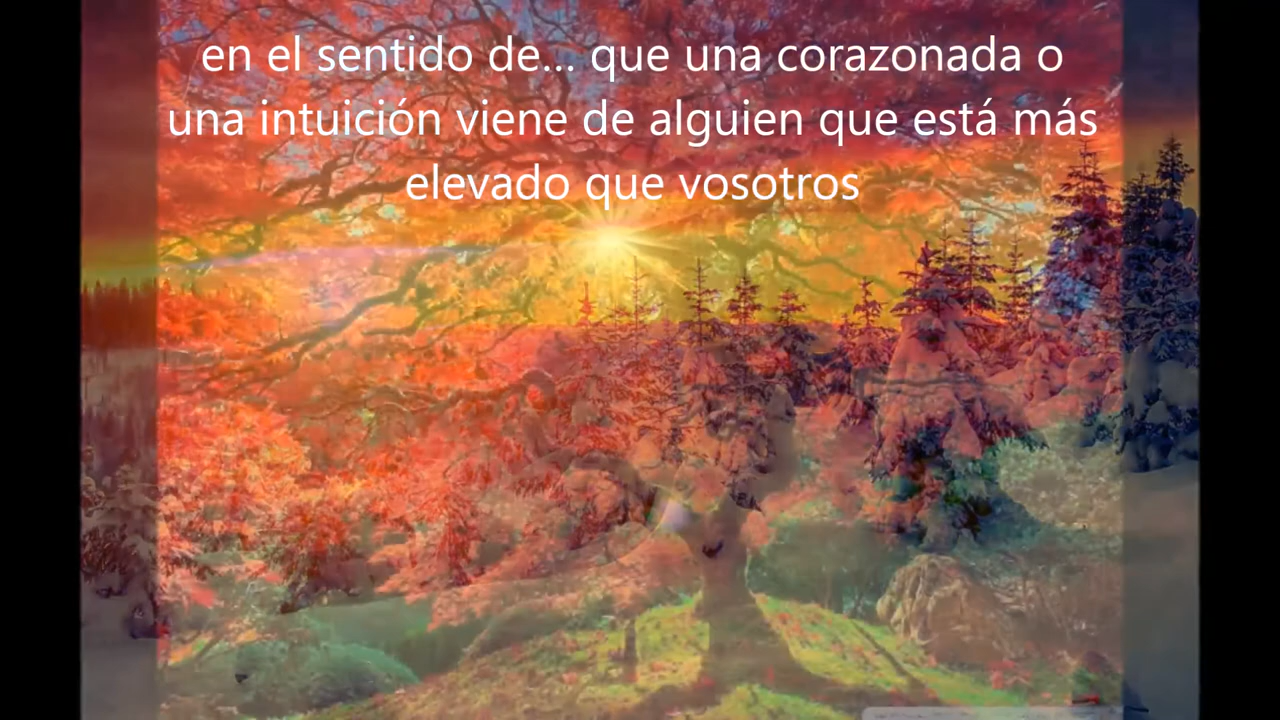 en el sentido de... que una corazonada o
una intuición viene de alguien que está más
elevado que vosotros